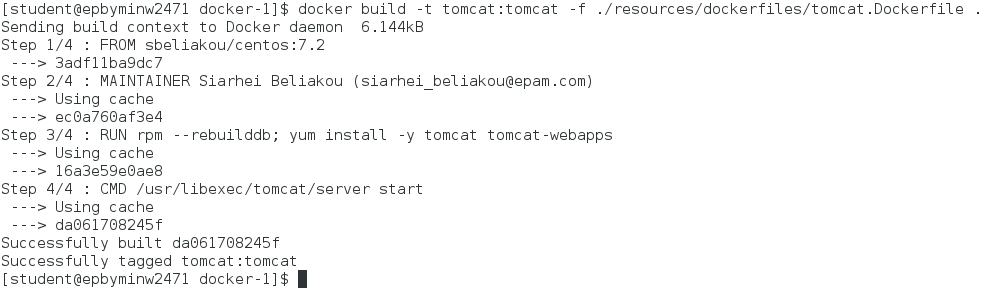 [student@epbyminw2471 docker-1]$ docker build -t tomcat:tomcat -f ./resources/dockerfiles/tomcat.Dockerfile .
Sending build context to Docker daemon  6.144kB
Step 1/4 : FROM sbeliakou/centos:7.2
 ---> 3adf11ba9dc7
Step 2/4 : MAINTAINER Siarhei Beliakou (siarhei_beliakou@epam.com)
 ---> Using cache
 ---> ec0a760af3e4
Step 3/4 : RUN rpm --rebuilddb; yum install -y tomcat tomcat-webapps
 ---> Using cache
 ---> 16a3e59e0ae8
Step 4/4 : CMD /usr/libexec/tomcat/server start
 ---> Using cache
 ---> da061708245f
Successfully built da061708245f
Successfully tagged tomcat:tomcat
[student@epbyminw2471 docker-1]$